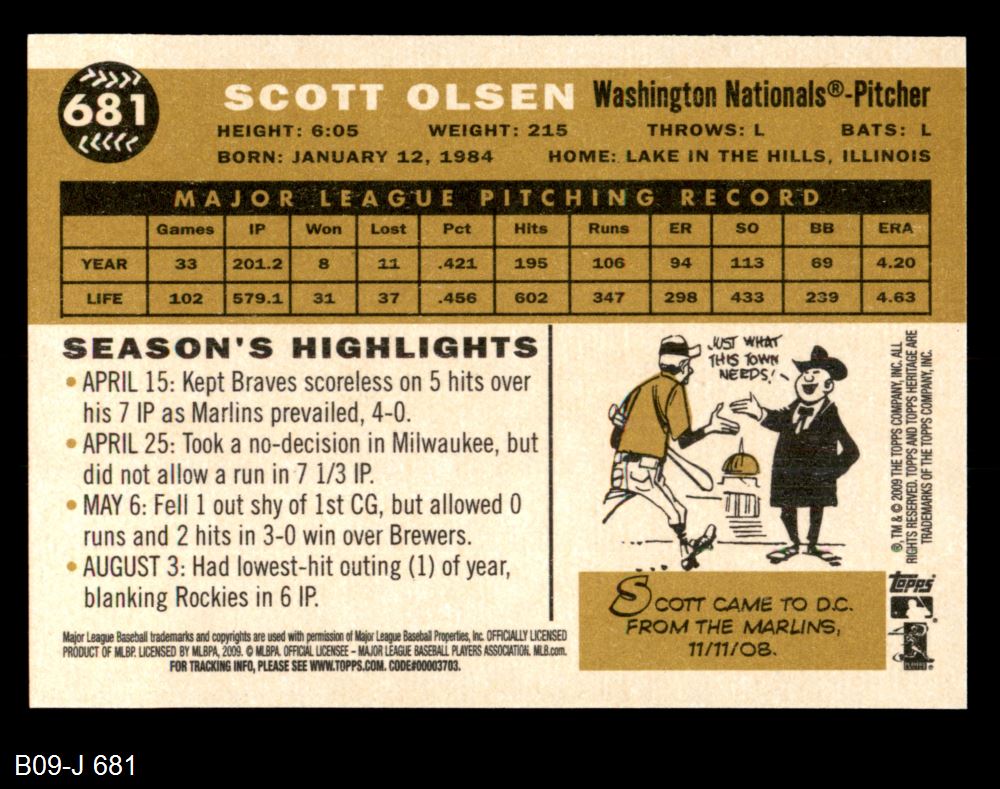 681
SCOTT OLSEN Washington Nationals®-Pitcher
HEIGHT: 6:05 WEIGHT: 215 THROWS: L BATS: L
BORN: JANUARY 12, 1984 HOME: LAKE IN THE HILLS, ILLINOIS
MAJOR LEAGUE PITCHING RECORD
Games IP Won Lost Pct Hits Runs ER SO BB ERA
YEAR 33 201.2 8 11 .421 195 106 94 113 69 4.20
LIFE 102 579.1 31 37 .456 602 347 298 433 239 4.63
SEASON'S HIGHLIGHTS
• APRIL 15: Kept Braves scoreless on 5 hits over
his 7 IP as Marlins prevailed, 4-0.
• APRIL 25: Took a no-decision in Milwaukee, but
did not allow a run in 7 1/3 IP.
• MAY 6: Fell 1 out shy of 1st CG, but allowed 0
runs and 2 hits in 3-0 win over Brewers.
• AUGUST 3: Had lowest-hit outing (1) of year,
blanking Rockies in 6 IP.
Major League Baseball trademarks and copyrights are used with permission of Major League Baseball Properties, Inc. OFFICIALLY LICENSED
PRODUCT OF MLBP. LICENSED BY MLBPA, 2009. © MLBPA. OFFICIAL LICENSEE – MAJOR LEAGUE BASEBALL PLAYERS ASSOCIATION. MLB.com.
FOR TRACKING INFO, PLEASE SEE WWW.TOPPS.COM. CODE#00003703.
JUST WHAT
THIS TOWN
NEEDS!
SCOTT CAME TO D.C.
FROM THE MARLINS,
11/11/08.
®, TM & © 2009 THE TOPPS COMPANY, INC. ALL
RIGHTS RESERVED. TOPPS AND TOPPS HERITAGE ARE
TRADEMARKS OF THE TOPPS COMPANY, INC.
topps
PLAYERS
B09-J 681